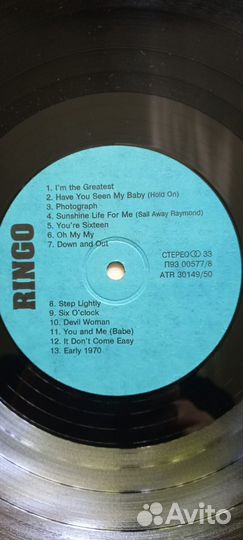 RINGO
1. I'm the Greatest
2. Have You Seen My Baby (Hold On)
3. Photograph
4. Sunshine Life For Me (Sail Away Raymond)
5. You're Sixteen
6. Oh My My
7. Down and Out
СТЕРЕО 33
П93 00577/8
ATR 30149/50
8. Step Lightly
9. Six O'clock
10. Devil Woman
11. You and Me (Babe)
12. It Don't Come Easy
13. Early 1970
Avito